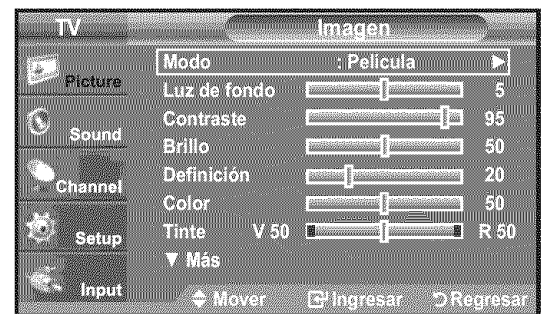 TV Imagen
Picture
Sound
Channel
Setup
Input
Modo : Película
Luz de fondo 5
Contraste 95
Brillo 50
Definición 20
Color 50
Tinte V 50 R 50
▼ Más
Mover Ingresar Regresar